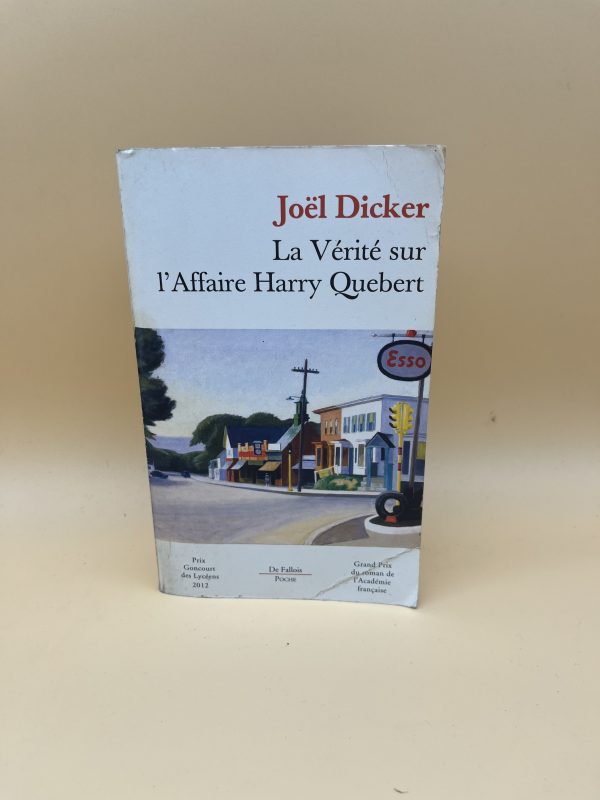 Joël Dicker
La Vérité sur
l'Affaire Harry Quebert
Esso
Prix
Goncourt
des Lycéens
2012
De Fallois
POCHE
Grand Prix
du roman de
l'Académie
française